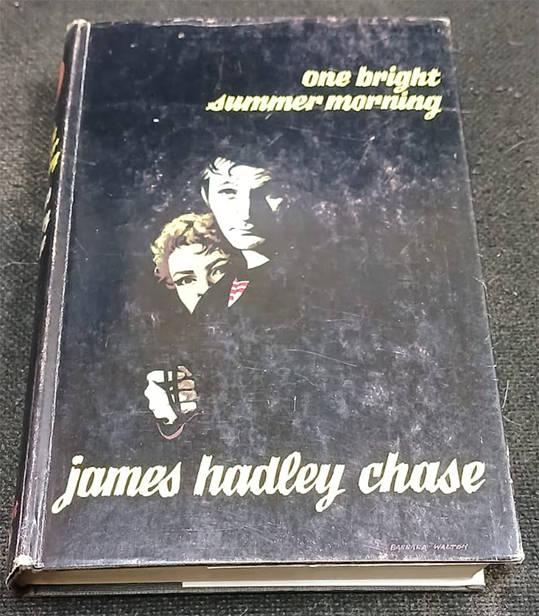 one bright
summer morning
james hadley chase
BARBARA WALTON